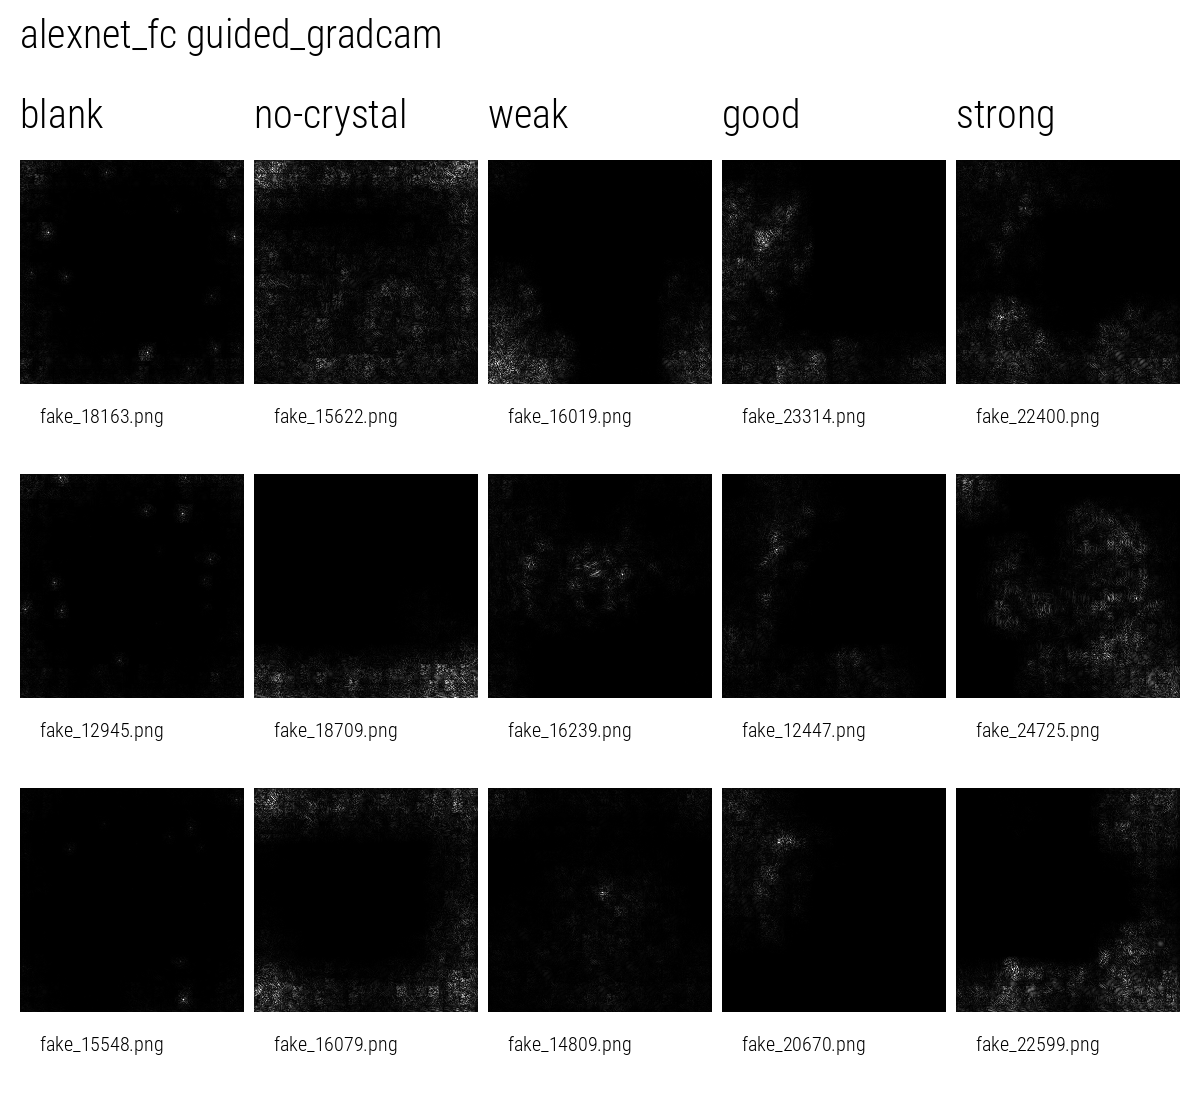 alexnet_fc guided_gradcam
blank no-crystal weak good strong
fake_18163.png fake_15622.png fake_16019.png fake_23314.png fake_22400.png
fake_12945.png fake_18709.png fake_16239.png fake_12447.png fake_24725.png
fake_15548.png fake_16079.png fake_14809.png fake_20670.png fake_22599.png